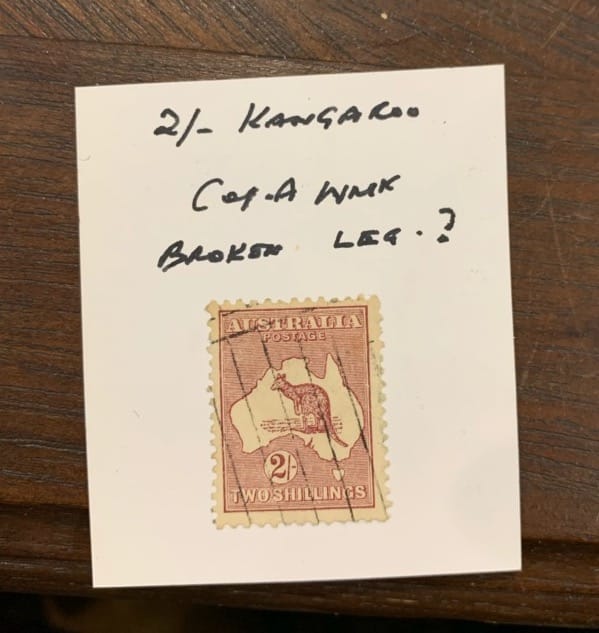 2/- KANGAROO
C of A WMK
BROKEN LEG.?
AUSTRALIA
POSTAGE
2/-
TWO SHILLINGS